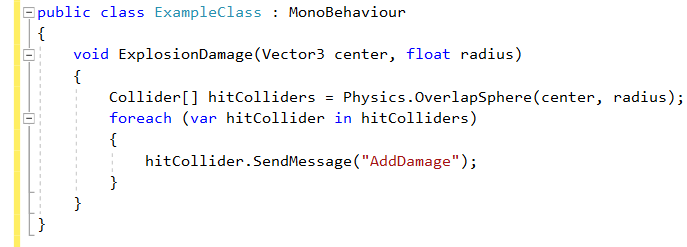 public class ExampleClass : MonoBehaviour
{
    void ExplosionDamage(Vector3 center, float radius)
    {
        Collider[] hitColliders = Physics.OverlapSphere(center, radius);
        foreach (var hitCollider in hitColliders)
        {
            hitCollider.SendMessage("AddDamage");
        }
    }
}